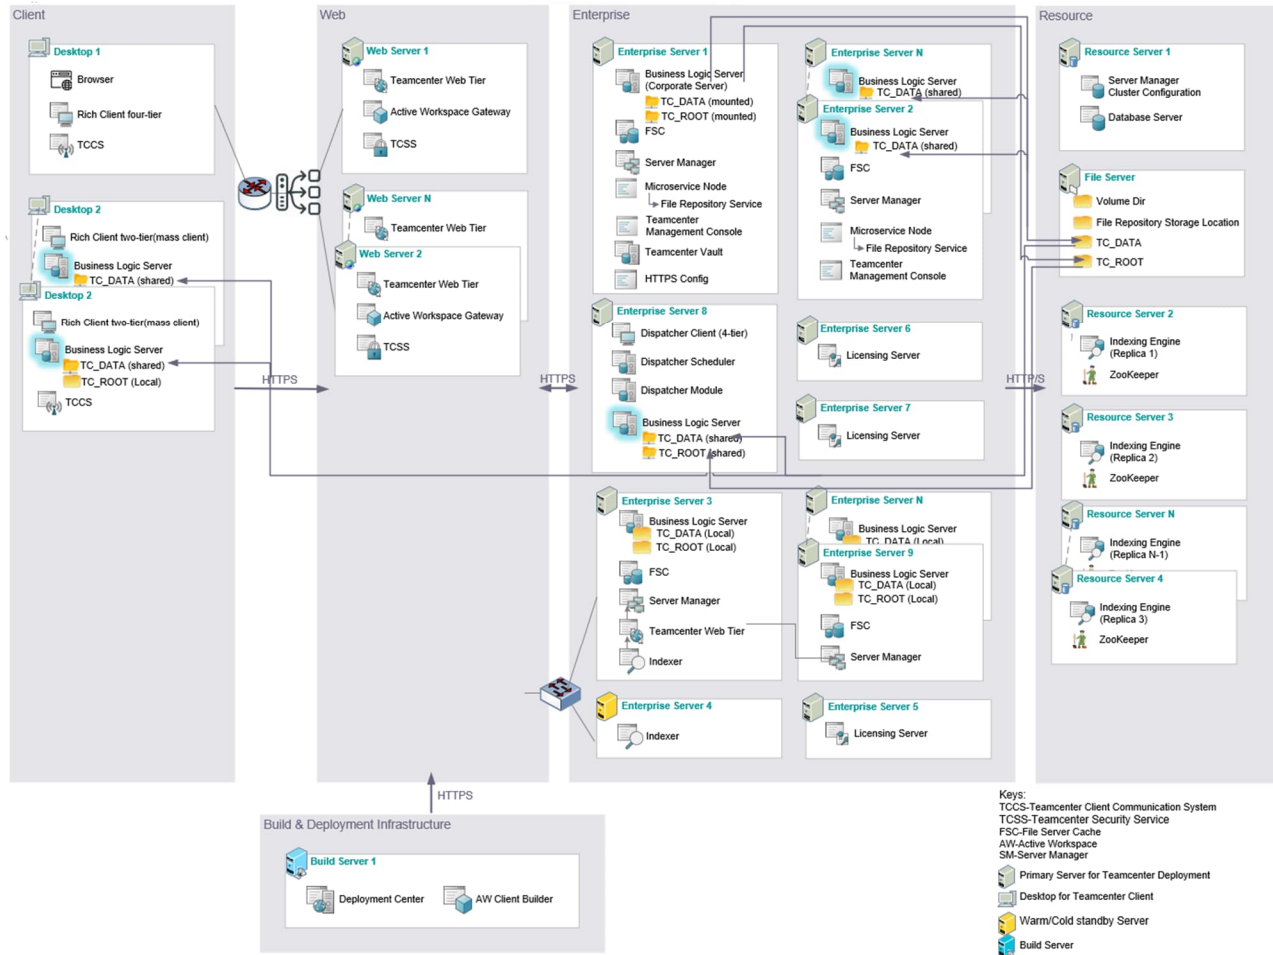 Client
Desktop 1
Browser
Rich Client four-tier
TCCS
Desktop 2
Rich Client two-tier(mass client)
Business Logic Server
TC_DATA (shared)
Desktop 2
Rich Client two-tier(mass client)
Business Logic Server
TC_DATA (shared)
TC_ROOT (Local)
TCCS
HTTPS
Web
Web Server 1
Teamcenter Web Tier
Active Workspace Gateway
TCSS
Web Server N
Teamcenter Web Tier
Web Server 2
Teamcenter Web Tier
Active Workspace Gateway
TCSS
HTTPS
Enterprise
Enterprise Server 1
Business Logic Server
(Corporate Server)
TC_DATA (mounted)
TC_ROOT (mounted)
FSC
Server Manager
Microservice Node
File Repository Service
Teamcenter
Management Console
Teamcenter Vault
HTTPS Config
Enterprise Server N
Business Logic Server
TC_DATA (shared)
Enterprise Server 2
Business Logic Server
TC_DATA (shared)
FSC
Server Manager
Microservice Node
File Repository Service
Teamcenter
Management Console
Enterprise Server 8
Dispatcher Client (4-tier)
Dispatcher Scheduler
Dispatcher Module
Business Logic Server
TC_DATA (shared)
TC_ROOT (shared)
Enterprise Server 6
Licensing Server
Enterprise Server 7
Licensing Server
Enterprise Server 3
Business Logic Server
TC_DATA (Local)
TC_ROOT (Local)
FSC
Server Manager
Teamcenter Web Tier
Indexer
Enterprise Server N
Business Logic Server
TC_DATA (Local)
Enterprise Server 9
Business Logic Server
TC_DATA (Local)
TC_ROOT (Local)
FSC
Server Manager
Enterprise Server 4
Indexer
Enterprise Server 5
Licensing Server
HTTP/S
Resource
Resource Server 1
Server Manager
Cluster Configuration
Database Server
File Server
Volume Dir
File Repository Storage Location
TC_DATA
TC_ROOT
Resource Server 2
Indexing Engine
(Replica 1)
ZooKeeper
Resource Server 3
Indexing Engine
(Replica 2)
ZooKeeper
Resource Server N
Indexing Engine
(Replica N-1)
Resource Server 4
Indexing Engine
(Replica 3)
ZooKeeper
HTTPS
Build & Deployment Infrastructure
Build Server 1
Deployment Center
AW Client Builder
Keys:
TCCS-Teamcenter Client Communication System
TCSS-Teamcenter Security Service
FSC-File Server Cache
AW-Active Workspace
SM-Server Manager
Primary Server for Teamcenter Deployment
Desktop for Teamcenter Client
Warm/Cold standby Server
Build Server